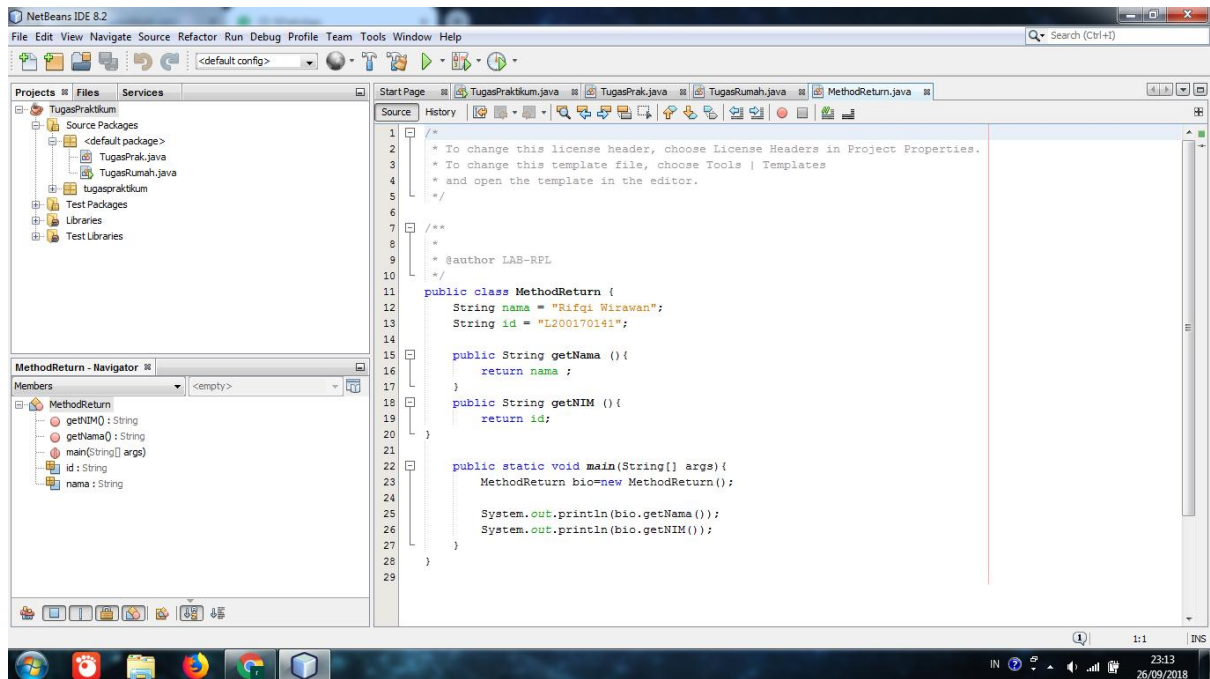 NetBeans IDE 8.2
File Edit View Navigate Source Refactor Run Debug Profile Team Tools Window Help
Search (Ctrl+I)
<default config>
Projects Files Services
TugasPraktikum
Source Packages
<default package>
TugasPrak.java
TugasRumah.java
tugaspraktikum
Test Packages
Libraries
Test Libraries
MethodReturn - Navigator
Members <empty>
MethodReturn
getNIM() : String
getNama() : String
main(String[] args)
id : String
nama : String
Start Page TugasPraktikum.java TugasPrak.java TugasRumah.java MethodReturn.java
Source History
1 /*
2 * To change this license header, choose License Headers in Project Properties.
3 * To change this template file, choose Tools | Templates
4 * and open the template in the editor.
5 */
6
7 /**
8 *
9 * @author LAB-RPL
10 */
11 public class MethodReturn {
12 String nama = "Rifqi Wirawan";
13 String id = "L200170141";
14
15 public String getNama (){
16 return nama ;
17 }
18 public String getNIM (){
19 return id;
20 }
21
22 public static void main(String[] args){
23 MethodReturn bio=new MethodReturn();
24
25 System.out.println(bio.getNama());
26 System.out.println(bio.getNIM());
27 }
28 }
29
1 1:1 INS
IN 23:13
26/09/2018